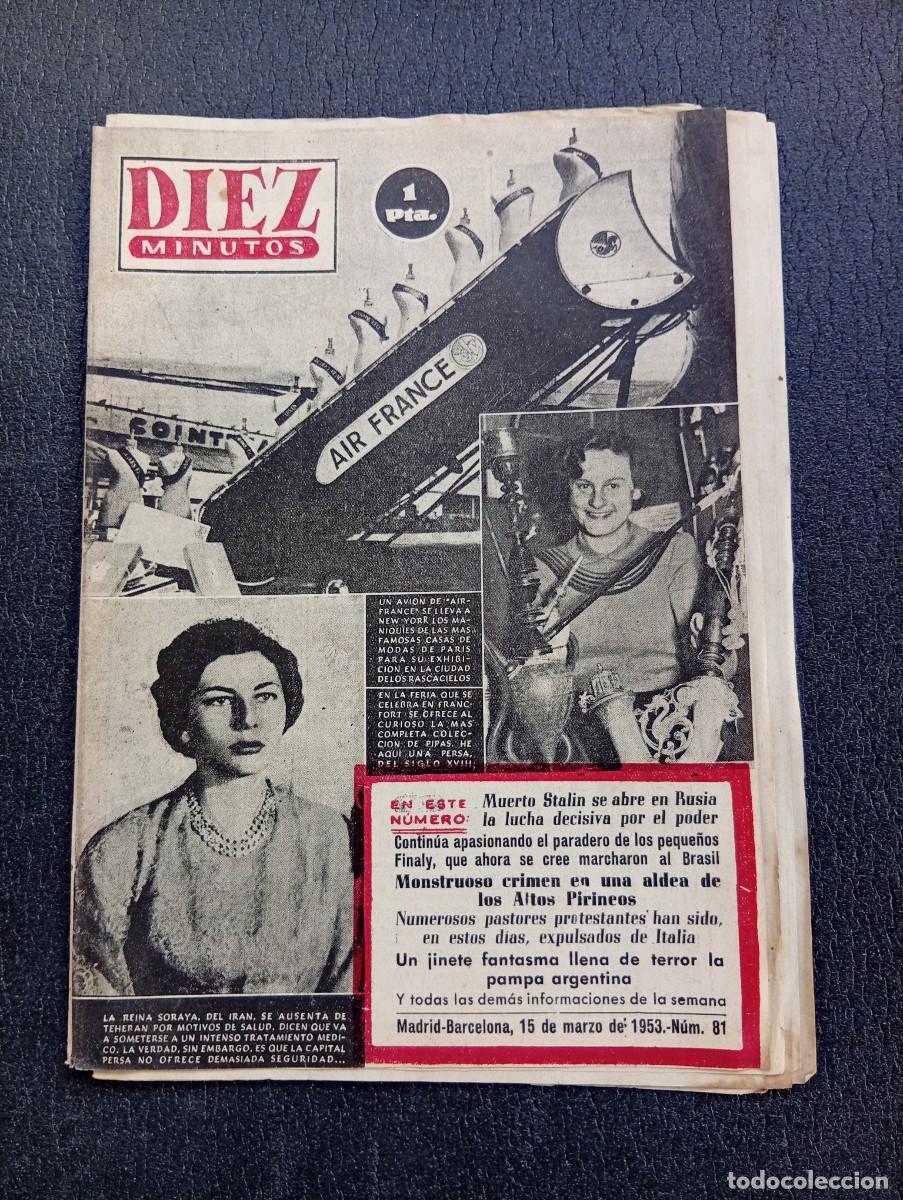 DIEZ
MINUTOS
1
Pta.
AIR FRANCE
COINT
UN AVION DE "AIR-
FRANCE" SE LLEVA A
NEW YORK LOS MA-
NIQUIES DE LAS MAS
FAMOSAS CASAS DE
MODAS DE PARIS
PARA SU EXHIBI-
CION EN LA CIUDAD
DE LOS RASCACIELOS
EN LA FERIA QUE SE
CELEBRA EN FRANC-
FORT SE OFRECE AL
CURIOSO LA MAS
COMPLETA COLEC-
CION DE PIPAS. HE
AQUI UNA PERSA,
DEL SIGLO XVIII
LA REINA SORAYA, DEL IRAN, SE AUSENTA DE
TEHERAN POR MOTIVOS DE SALUD. DICEN QUE VA
A SOMETERSE A UN INTENSO TRATAMIENTO MEDI-
CO. LA VERDAD, SIN EMBARGO, ES QUE LA CAPITAL
PERSA NO OFRECE DEMASIADA SEGURIDAD...
EN ESTE
NÚMERO:
Muerto Stalin se abre en Rusia
la lucha decisiva por el poder
Continúa apasionando el paradero de los pequeños
Finaly, que ahora se cree marcharon al Brasil
Monstruoso crimen en una aldea de
los Altos Pirineos
Numerosos pastores protestantes han sido,
en estos días, expulsados de Italia
Un jinete fantasma llena de terror la
pampa argentina
Y todas las demás informaciones de la semana
Madrid-Barcelona, 15 de marzo de 1953.-Núm. 81
todocoleccion